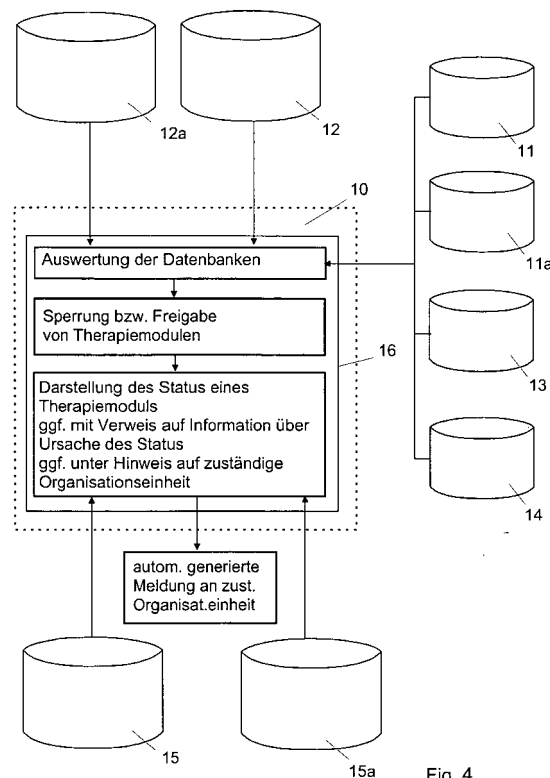 12a
12
11
10
11a
Auswertung der Datenbanken
Sperrung bzw. Freigabe
von Therapiemodulen
13
16
Darstellung des Status eines
Therapiemoduls
ggf. mit Verweis auf Information über
Ursache des Status
ggf. unter Hinweis auf zuständige
Organisationseinheit
14
autom. generierte
Meldung an zust.
Organisat.einheit
15
15a
Fig. 4